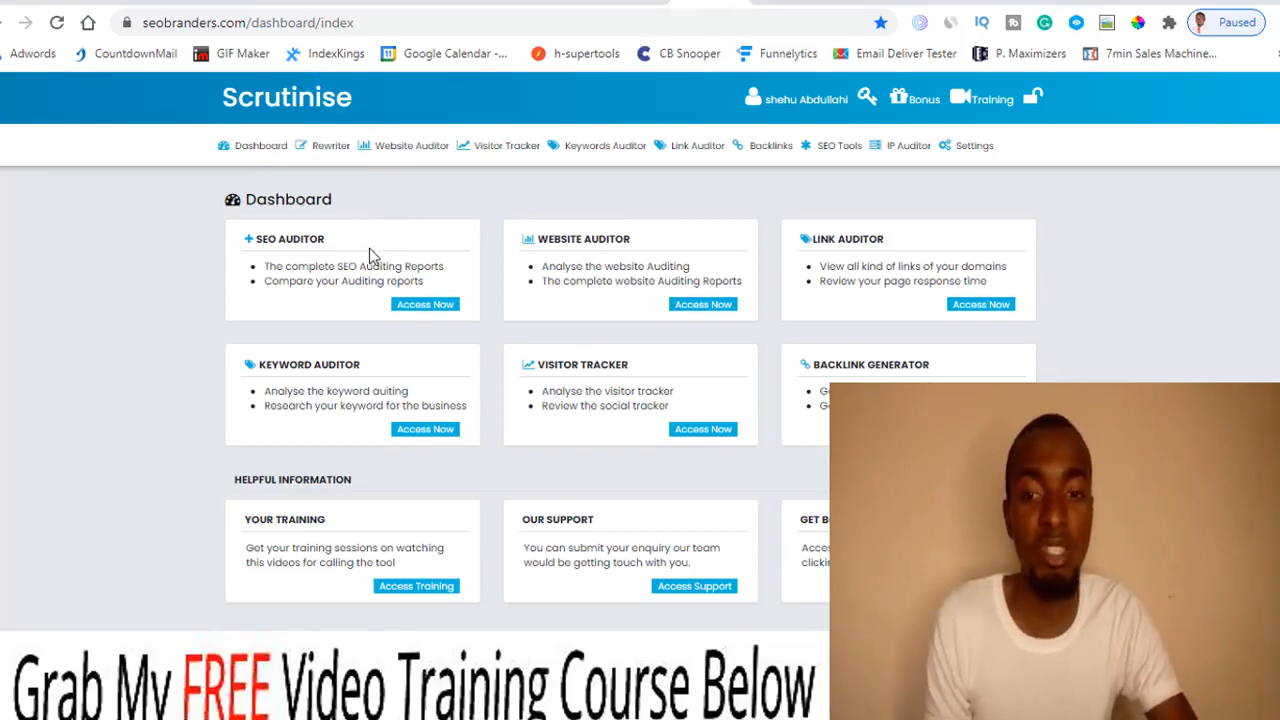 seobranders.com/dashboard/index
Paused
Adwords CountdownMail GIF Maker IndexKings Google Calendar -... h-supertools CB Snooper Funnelytics Email Deliver Tester P. Maximizers 7min Sales Machine...
Scrutinise
shehu Abdullahi Bonus Training
Dashboard Rewriter Website Auditor Visitor Tracker Keywords Auditor Link Auditor Backlinks SEO Tools IP Auditor Settings
Dashboard
SEO AUDITOR
The complete SEO Auditing Reports
Compare your Auditing reports
Access Now
WEBSITE AUDITOR
Analyse the website Auditing
The complete website Auditing Reports
Access Now
LINK AUDITOR
View all kind of links of your domains
Review your page response time
Access Now
KEYWORD AUDITOR
Analyse the keyword auiting
Research your keyword for the business
Access Now
VISITOR TRACKER
Analyse the visitor tracker
Review the social tracker
Access Now
BACKLINK GENERATOR
HELPFUL INFORMATION
YOUR TRAINING
Get your training sessions on watching
this videos for calling the tool
Access Training
OUR SUPPORT
You can submit your enquiry our team
would be getting touch with you.
Access Support
GET B
Grab My FREE Video Training Course Below